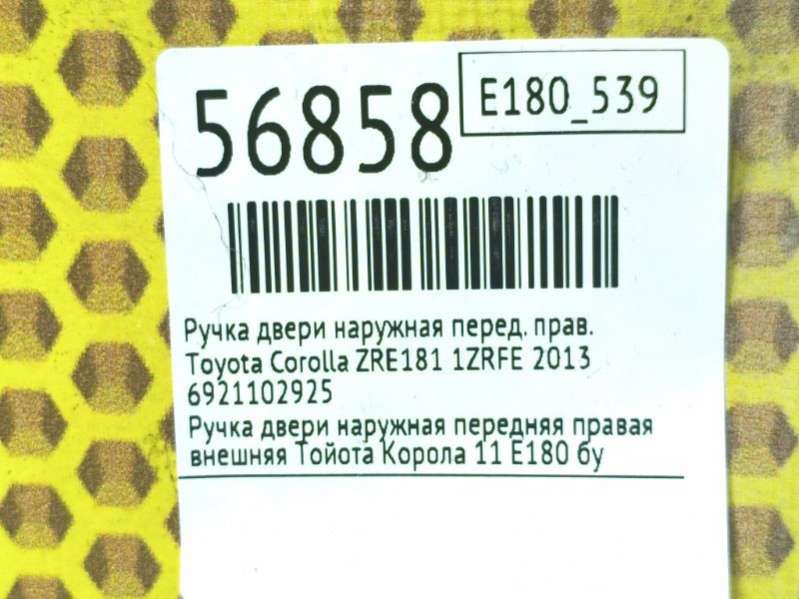 56858
E180_539
Ручка двери наружная перед. прав.
Toyota Corolla ZRE181 1ZRFE 2013
6921102925
Ручка двери наружная передняя правая
внешняя Тойота Корола 11 Е180 бу